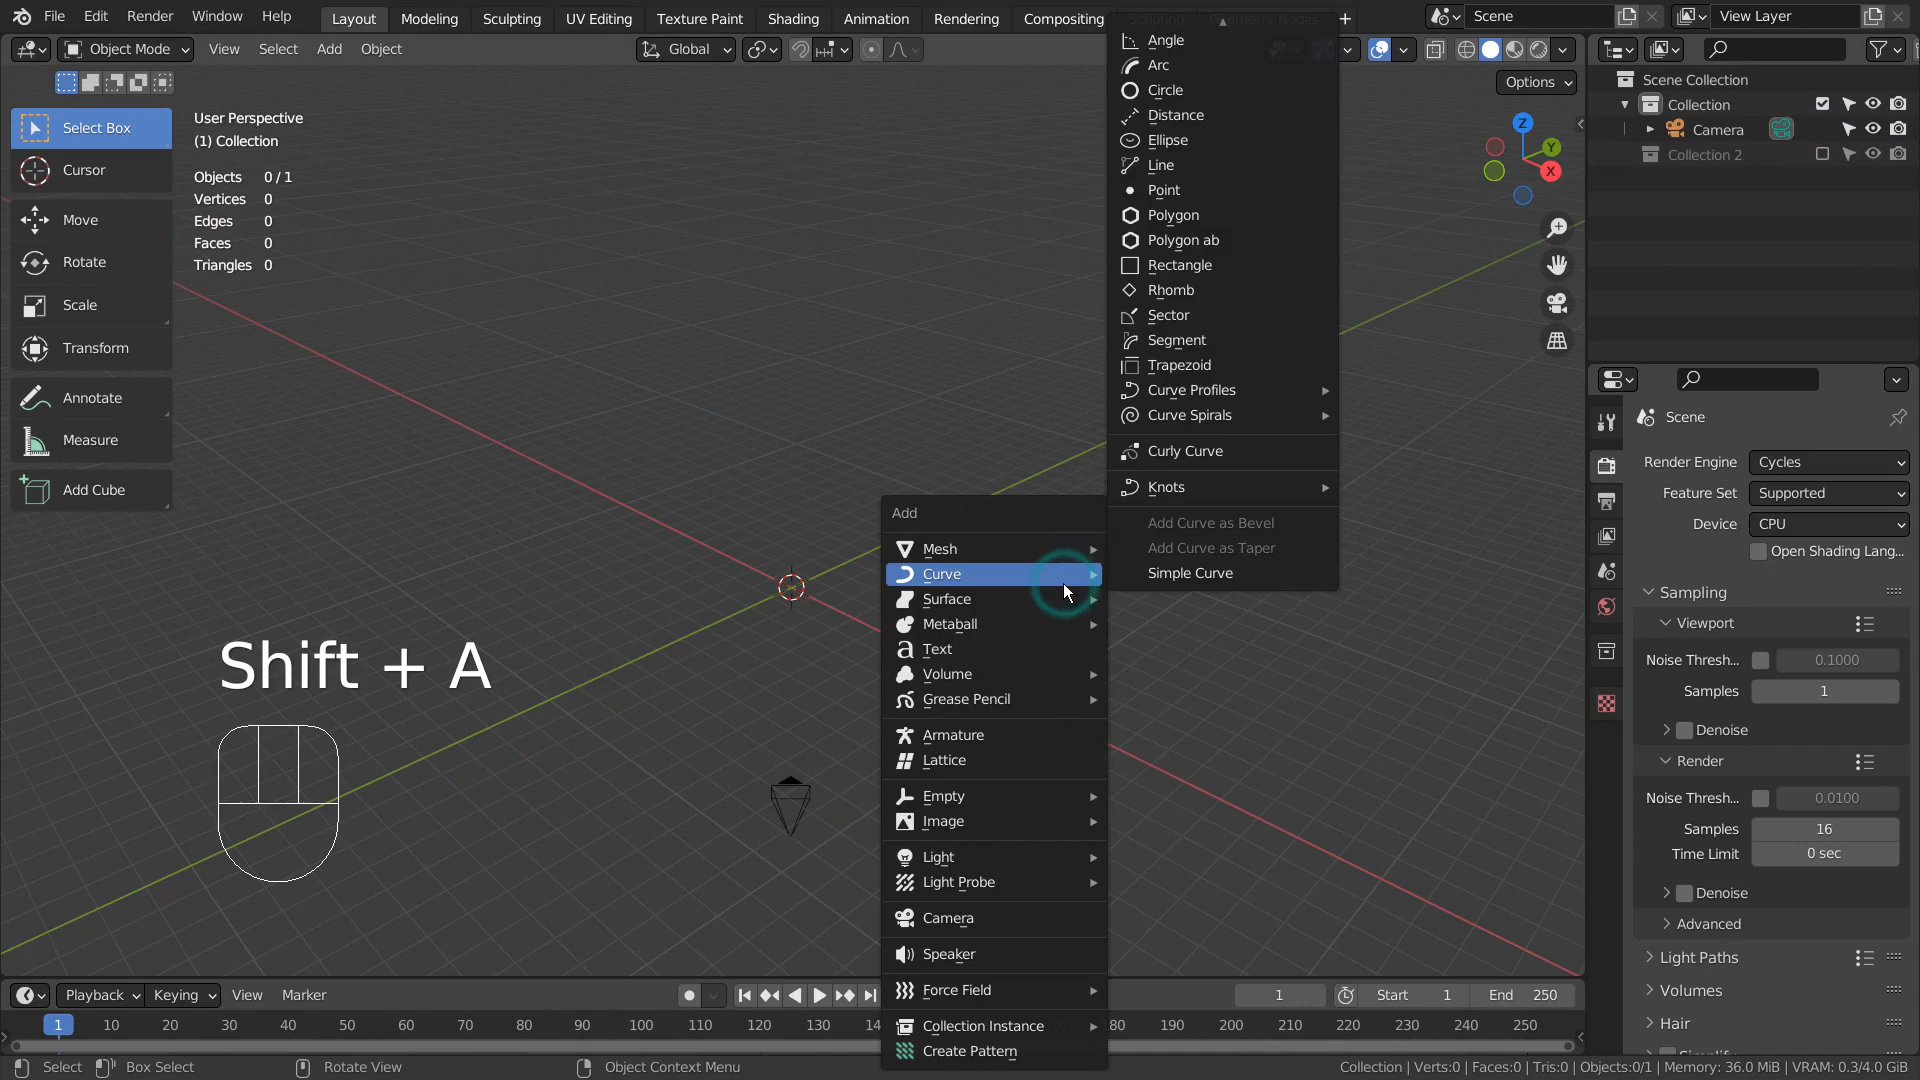 File Edit Render Window Help Layout Modeling Sculpting UV Editing Texture Paint Shading Animation Rendering Compositing Scripting Geometry Nodes + Scene View Layer
Object Mode View Select Add Object Global
Options
Select Box
Cursor
Move
Rotate
Scale
Transform
Annotate
Measure
Add Cube
User Perspective
(1) Collection
Objects 0 / 1
Vertices 0
Edges 0
Faces 0
Triangles 0
Z
Y
X
Shift + A
Add
Mesh
Curve
Surface
Metaball
Text
Volume
Grease Pencil
Armature
Lattice
Empty
Image
Light
Light Probe
Camera
Speaker
Force Field
Collection Instance
Create Pattern
Angle
Arc
Circle
Distance
Ellipse
Line
Point
Polygon
Polygon ab
Rectangle
Rhomb
Sector
Segment
Trapezoid
Curve Profiles
Curve Spirals
Curly Curve
Knots
Add Curve as Bevel
Add Curve as Taper
Simple Curve
Scene Collection
Collection
Camera
Collection 2
Scene
Render Engine Cycles
Feature Set Supported
Device CPU
Open Shading Lang...
Sampling
Viewport
Noise Thresh... 0.1000
Samples 1
Denoise
Render
Noise Thresh... 0.0100
Samples 16
Time Limit 0 sec
Denoise
Advanced
Light Paths
Volumes
Hair
Playback Keying View Marker 1 Start 1 End 250
1 10 20 30 40 50 60 70 80 90 100 110 120 130 14 80 190 200 210 220 230 240 250
Select Box Select Rotate View Object Context Menu Collection | Verts:0 | Faces:0 | Tris:0 | Objects:0/1 | Memory: 36.0 MiB | VRAM: 0.3/4.0 GiB